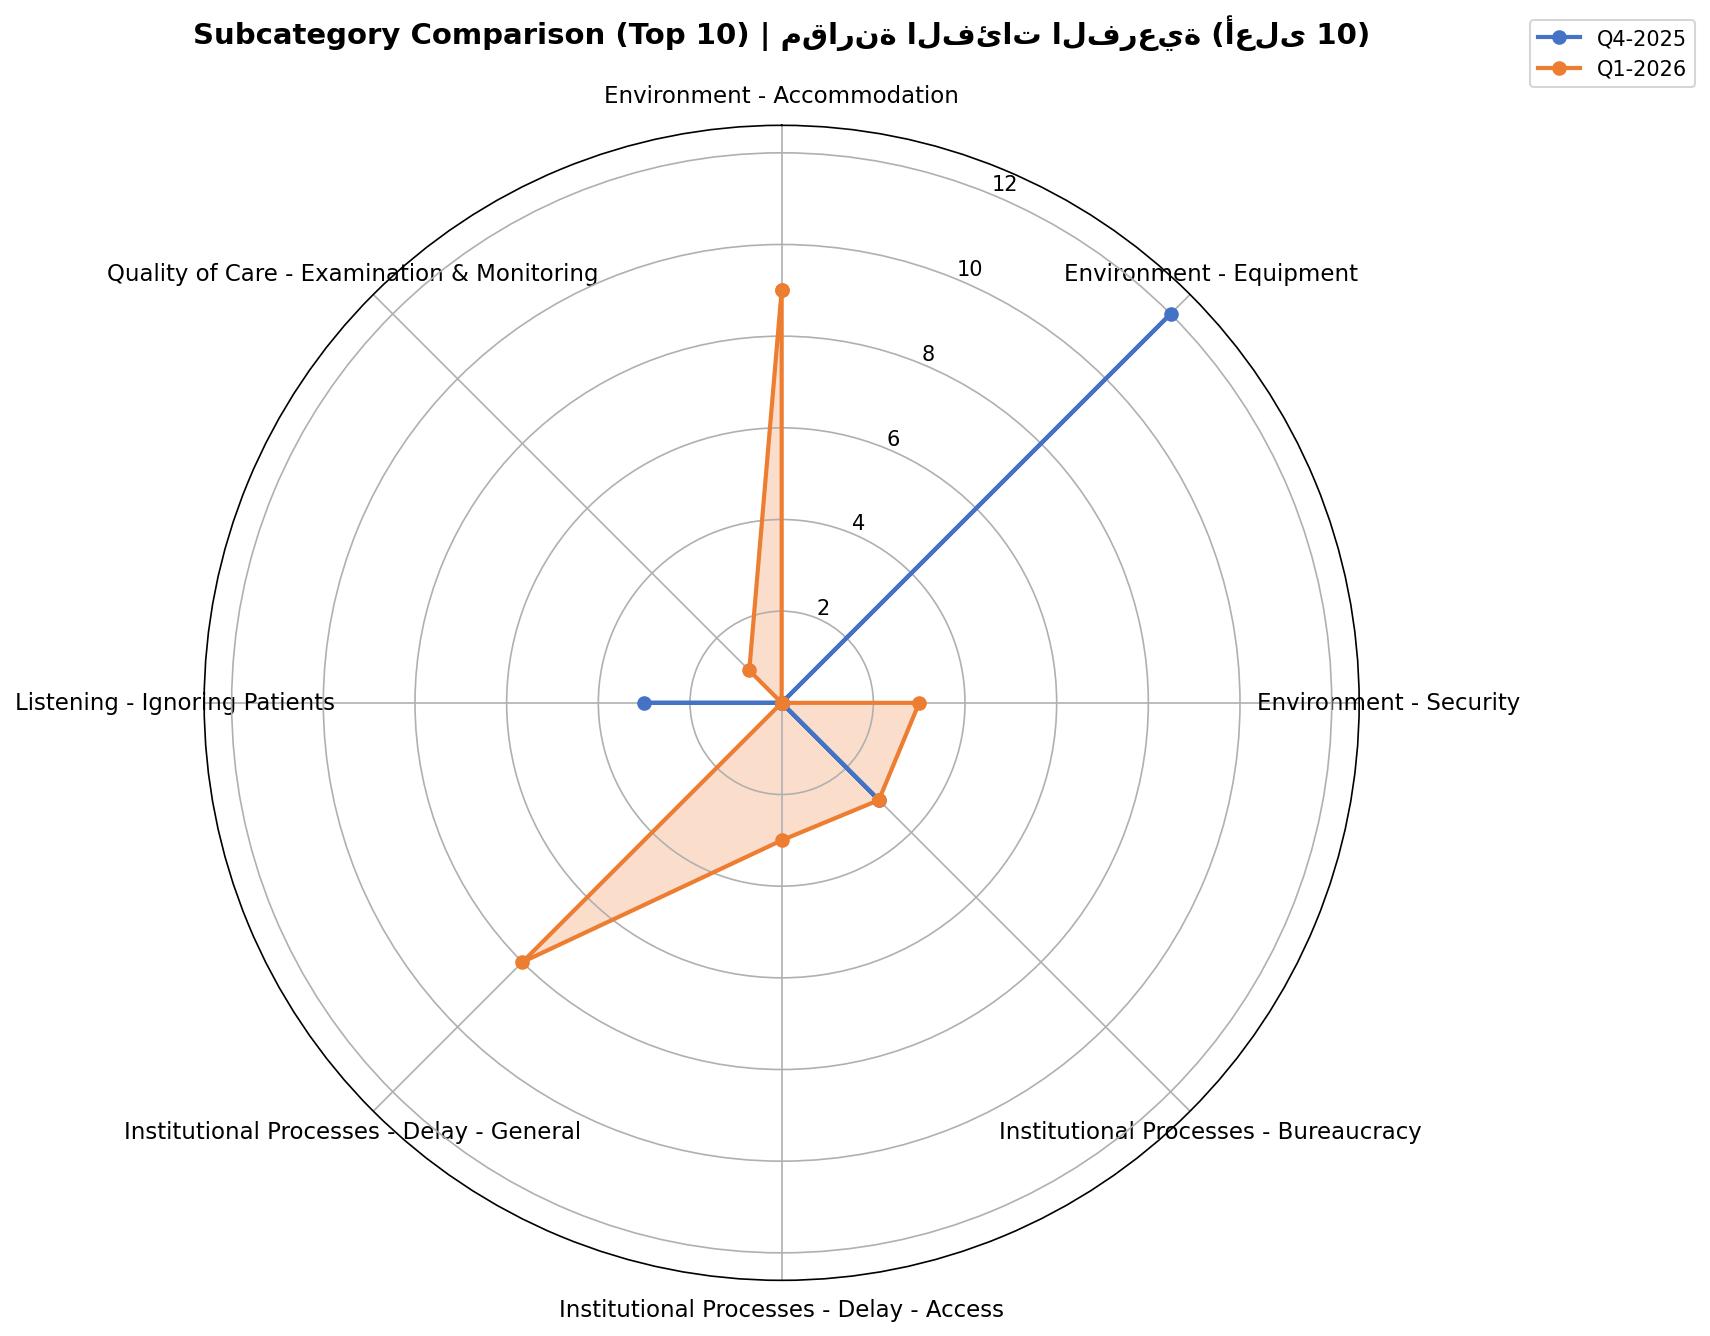 Subcategory Comparison (Top 10) | مقارنة الفئات الفرعية (أعلى 10)
Q4-2025
Q1-2026
Environment - Accommodation
12
10
Quality of Care - Examination & Monitoring
Environment - Equipment
8
6
4
2
Listening - Ignoring Patients
Environment - Security
Institutional Processes - Delay - General
Institutional Processes - Bureaucracy
Institutional Processes - Delay - Access